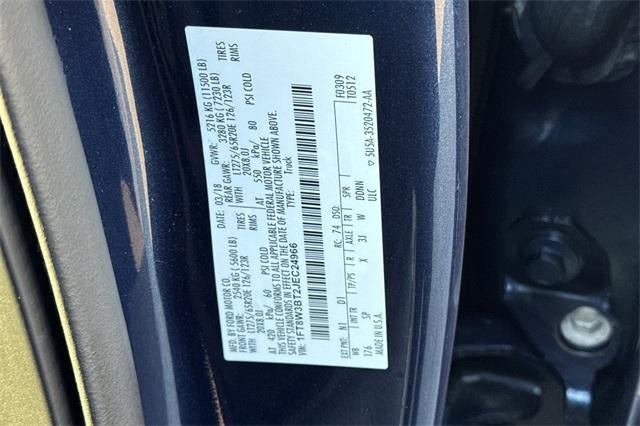 MFD. BY FORD MOTOR CO.
DATE: 03/18 GVWR: 5216 KG (11500 LB)
FRONT GAWR: 2540 KG (5600 LB) REAR GAWR: 3280 KG (7230 LB)
WITH LT275/65R20E 126/123R TIRES WITH LT275/65R20E 126/123R TIRES
20X8.0J RIMS 20X8.0J RIMS
AT 420 kPa/ 60 PSI COLD AT 550 kPa/ 80 PSI COLD
THIS VEHICLE CONFORMS TO ALL APPLICABLE FEDERAL MOTOR VEHICLE
SAFETY STANDARDS IN EFFECT ON THE DATE OF MANUFACTURE SHOWN ABOVE.
VIN: 1FT8W3BT2JEC24966 TYPE: Truck
F0309
TD512
EXT PNT: N1 D1 RC: 74 DSO:
WB INT TR TP/PS R AXLE TR SPR
176 SP X 3J W DDNN
ULC
MADE IN U.S.A. 5U5A-3520472-AA